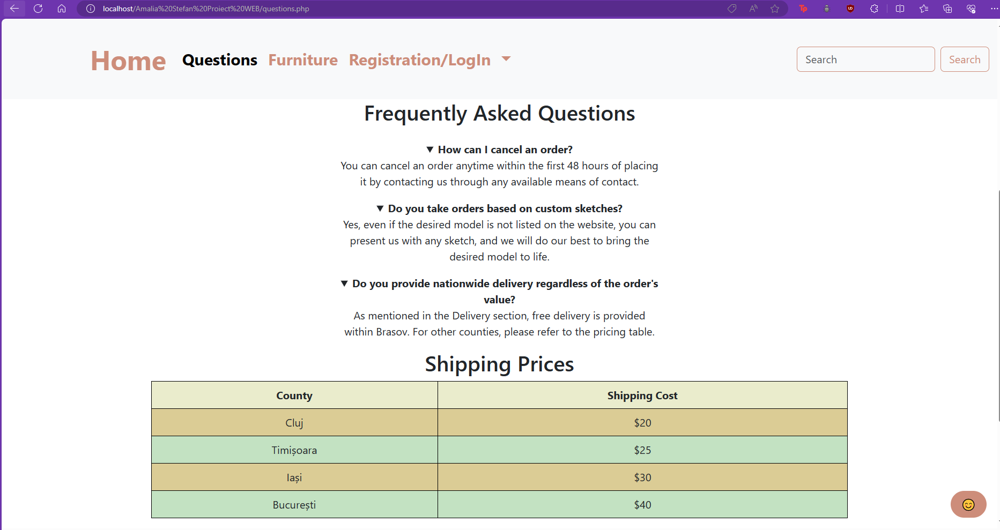 localhost/Amalia%20Stefan%20Proiect%20WEB/questions.php
Home Questions Furniture Registration/LogIn Search Search
Frequently Asked Questions
How can I cancel an order?
You can cancel an order anytime within the first 48 hours of placing
it by contacting us through any available means of contact.
Do you take orders based on custom sketches?
Yes, even if the desired model is not listed on the website, you can
present us with any sketch, and we will do our best to bring the
desired model to life.
Do you provide nationwide delivery regardless of the order's
value?
As mentioned in the Delivery section, free delivery is provided
within Brasov. For other counties, please refer to the pricing table.
Shipping Prices
County Shipping Cost
Cluj $20
Timișoara $25
Iași $30
București $40